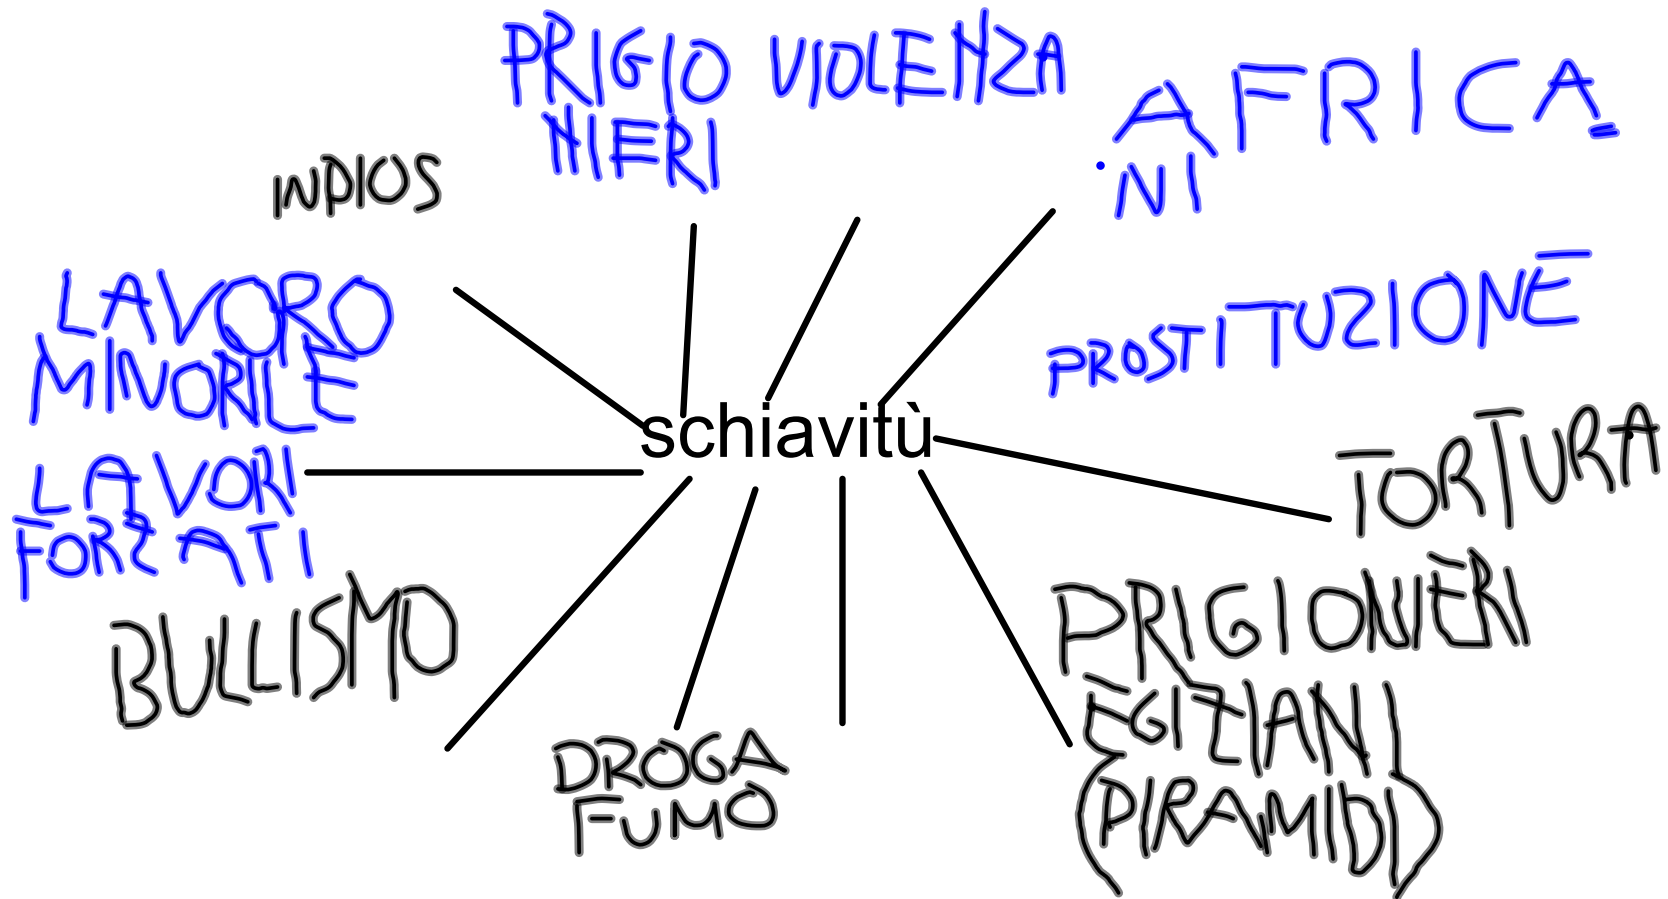 PRIGIO
NIERI
VIOLENZA
AFRICA=
NI
INDIOS
LAVORO
MINORILE
PROSTITUZIONE
schiavitù
LAVORI
FORZATI
TORTURA
BULLISMO
PRIGIONIERI
EGIZIANI
(PIRAMIDI)
DROGA
FUMO